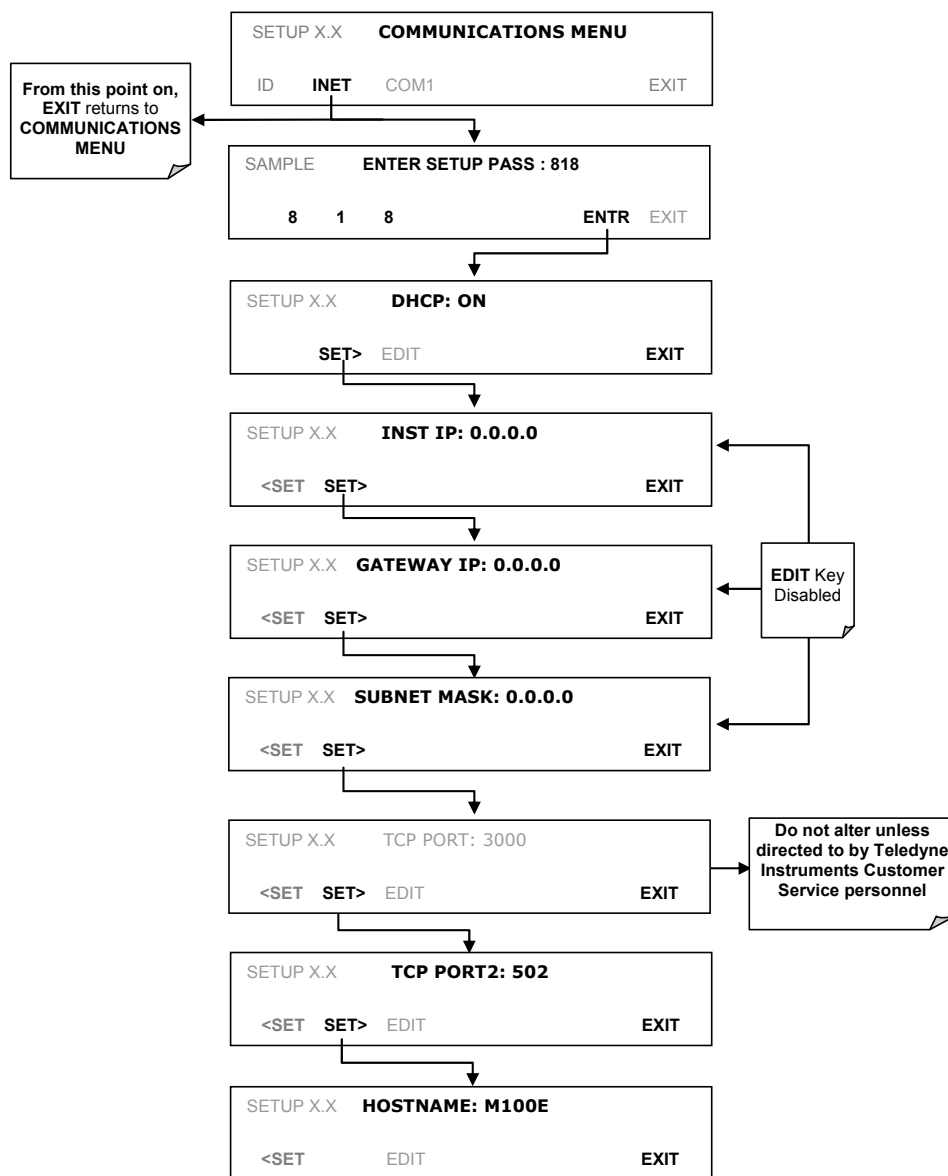 SETUP X.X COMMUNICATIONS MENU
ID INET COM1 EXIT
From this point on,
EXIT returns to
COMMUNICATIONS
MENU
SAMPLE ENTER SETUP PASS : 818
8 1 8 ENTR EXIT
SETUP X.X DHCP: ON
SET> EDIT EXIT
SETUP X.X INST IP: 0.0.0.0
<SET SET> EXIT
SETUP X.X GATEWAY IP: 0.0.0.0
<SET SET> EXIT
EDIT Key
Disabled
SETUP X.X SUBNET MASK: 0.0.0.0
<SET SET> EXIT
SETUP X.X TCP PORT: 3000
<SET SET> EDIT EXIT
Do not alter unless
directed to by Teledyne
Instruments Customer
Service personnel
SETUP X.X TCP PORT2: 502
<SET SET> EDIT EXIT
SETUP X.X HOSTNAME: M100E
<SET EDIT EXIT